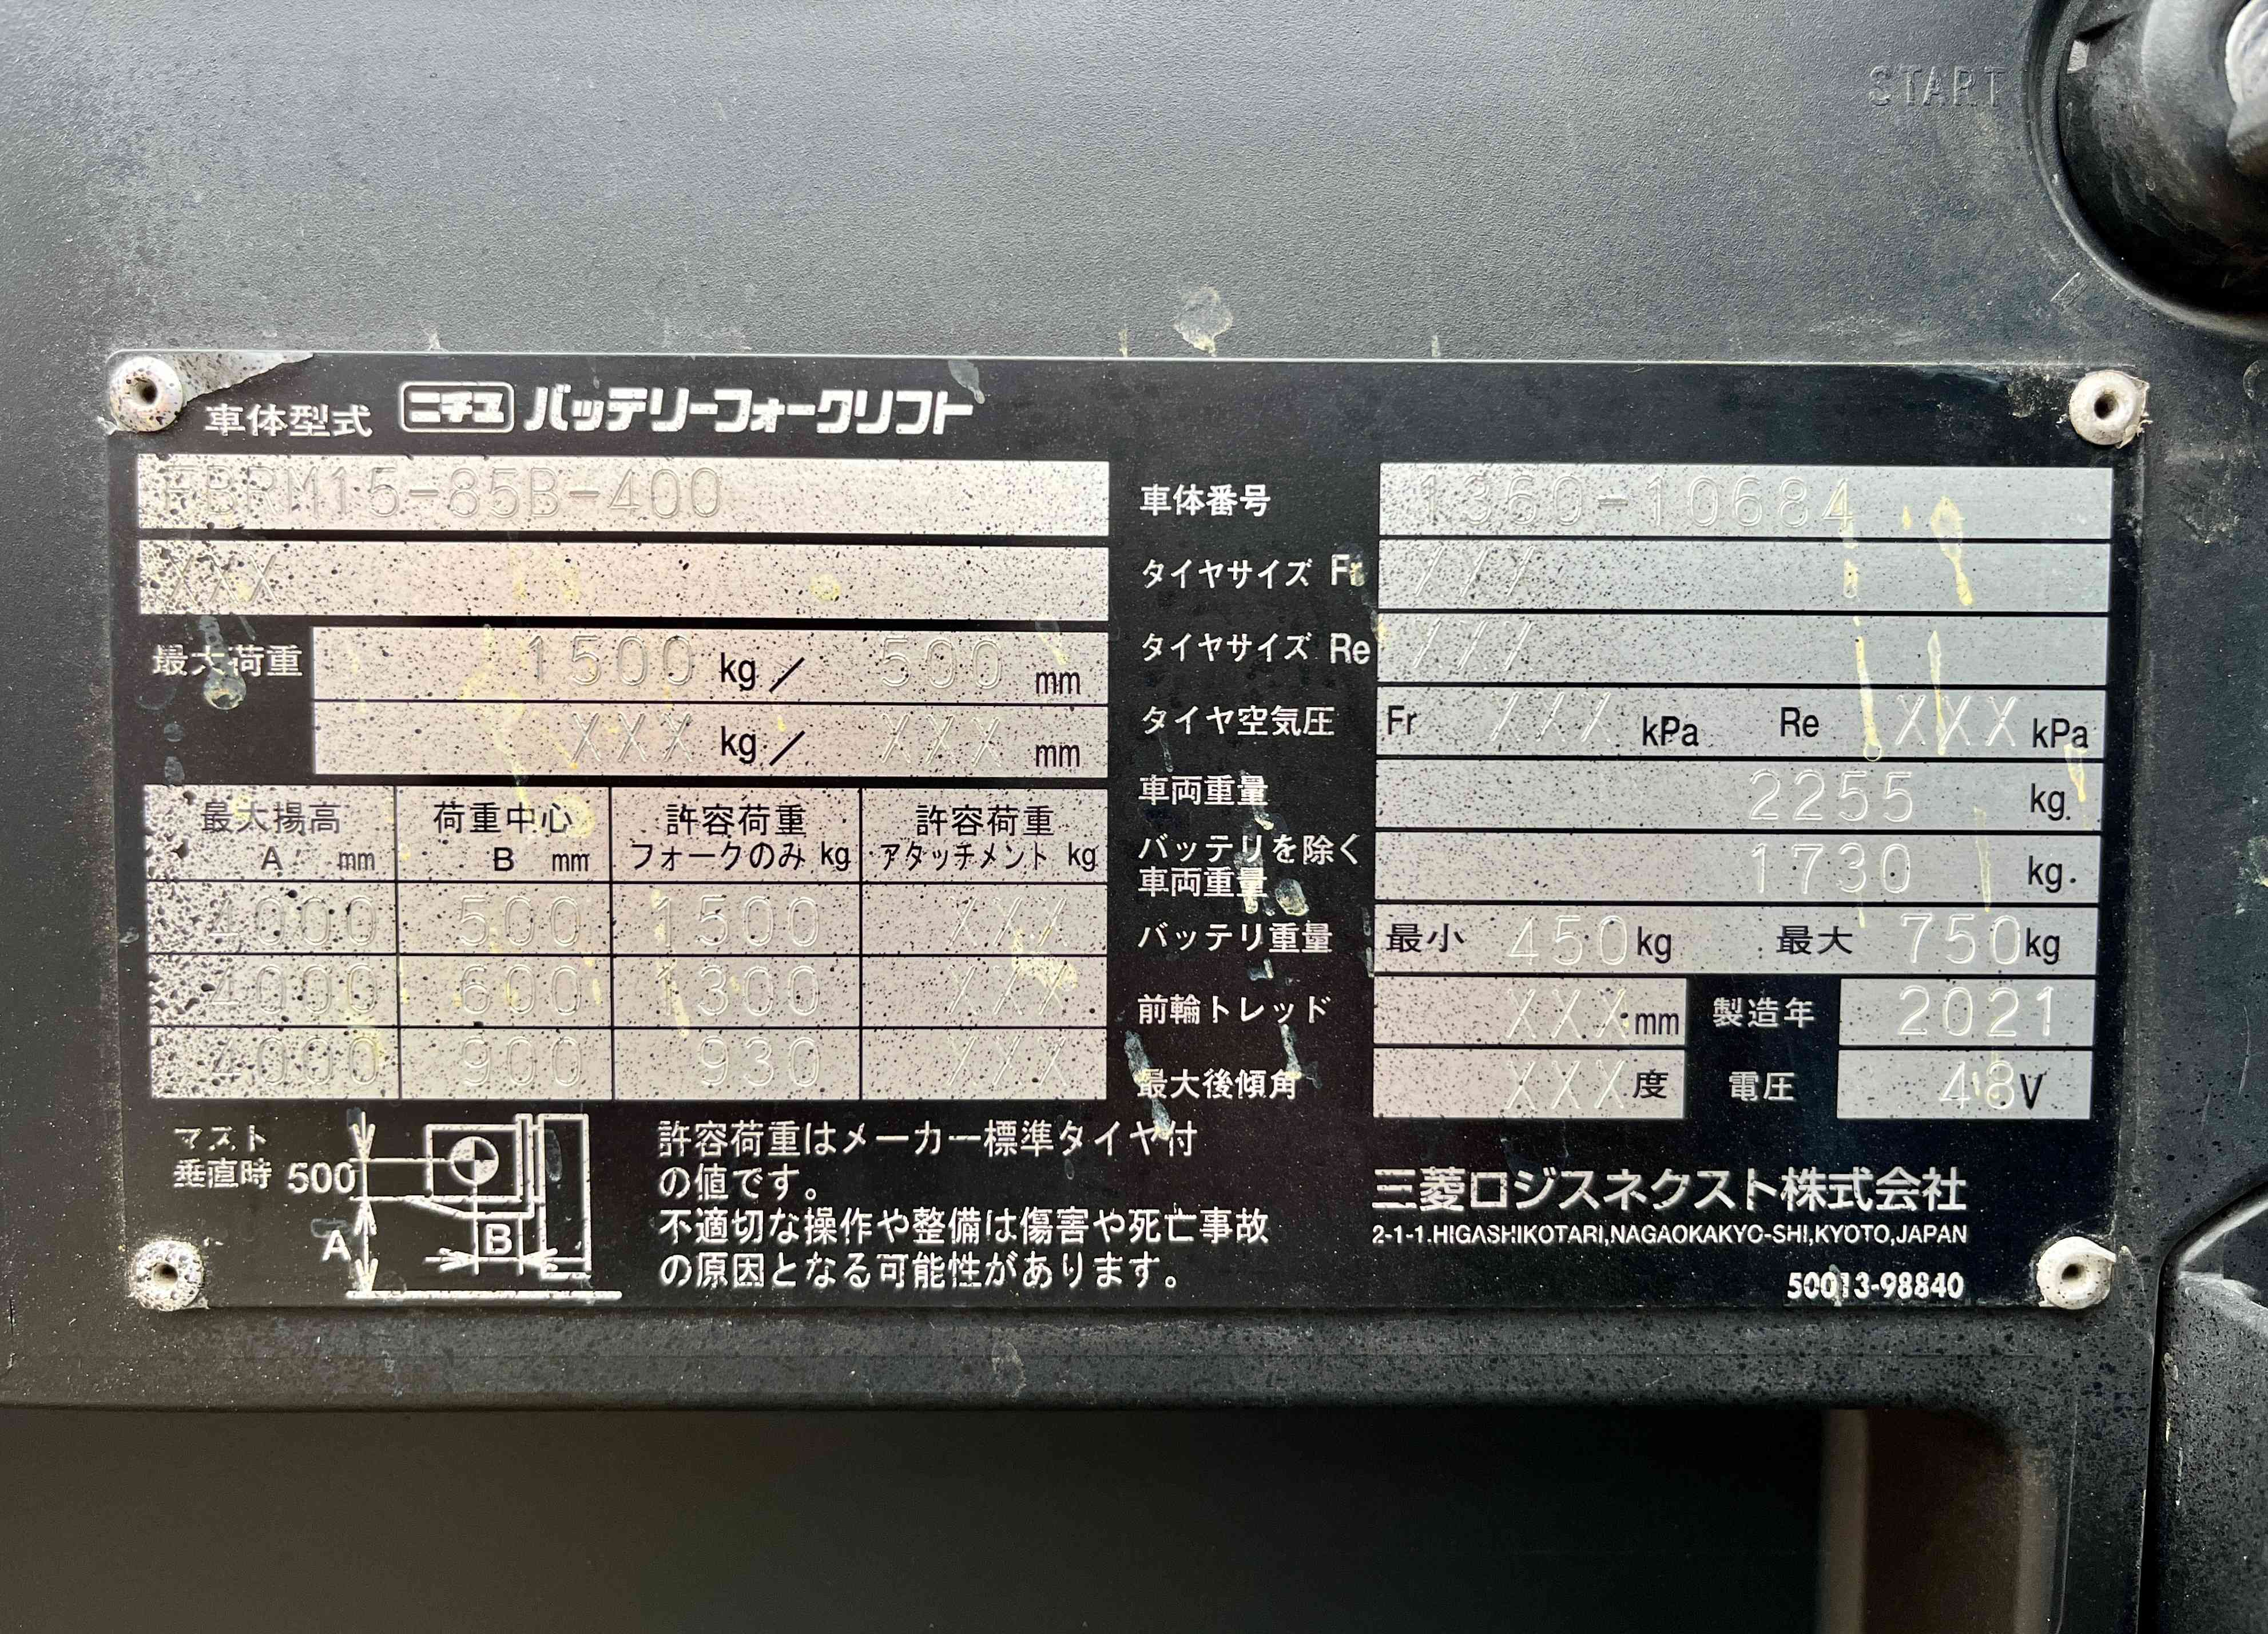 START
車体型式 ニチユ バッテリーフォークリフト
FBRM15-85B-400
XXX
最大荷重 1500 kg / 500 mm
XXX kg / XXX mm
最大揚高 荷重中心 許容荷重 許容荷重
A mm B mm フォークのみ kg アタッチメント kg
4000 500 1500 XXX
4000 600 1300 XXX
4000 900 930 XXX
マスト
垂直時 500
A B
許容荷重はメーカー標準タイヤ付
の値です。
不適切な操作や整備は傷害や死亡事故
の原因となる可能性があります。
車体番号 1360-10684
タイヤサイズ Fr ///
タイヤサイズ Re ///
タイヤ空気圧 Fr XXX kPa Re XXX kPa
車両重量 2255 kg
バッテリを除く
車両重量 1730 kg
バッテリ重量 最小 450kg 最大 750kg
前輪トレッド XXX mm 製造年 2021
最大後傾角 XXX度 電圧 48V
三菱ロジスネクスト株式会社
2-1-1.HIGASHIKOTARI,NAGAOKAKYO-SHI,KYOTO,JAPAN
50013-98840